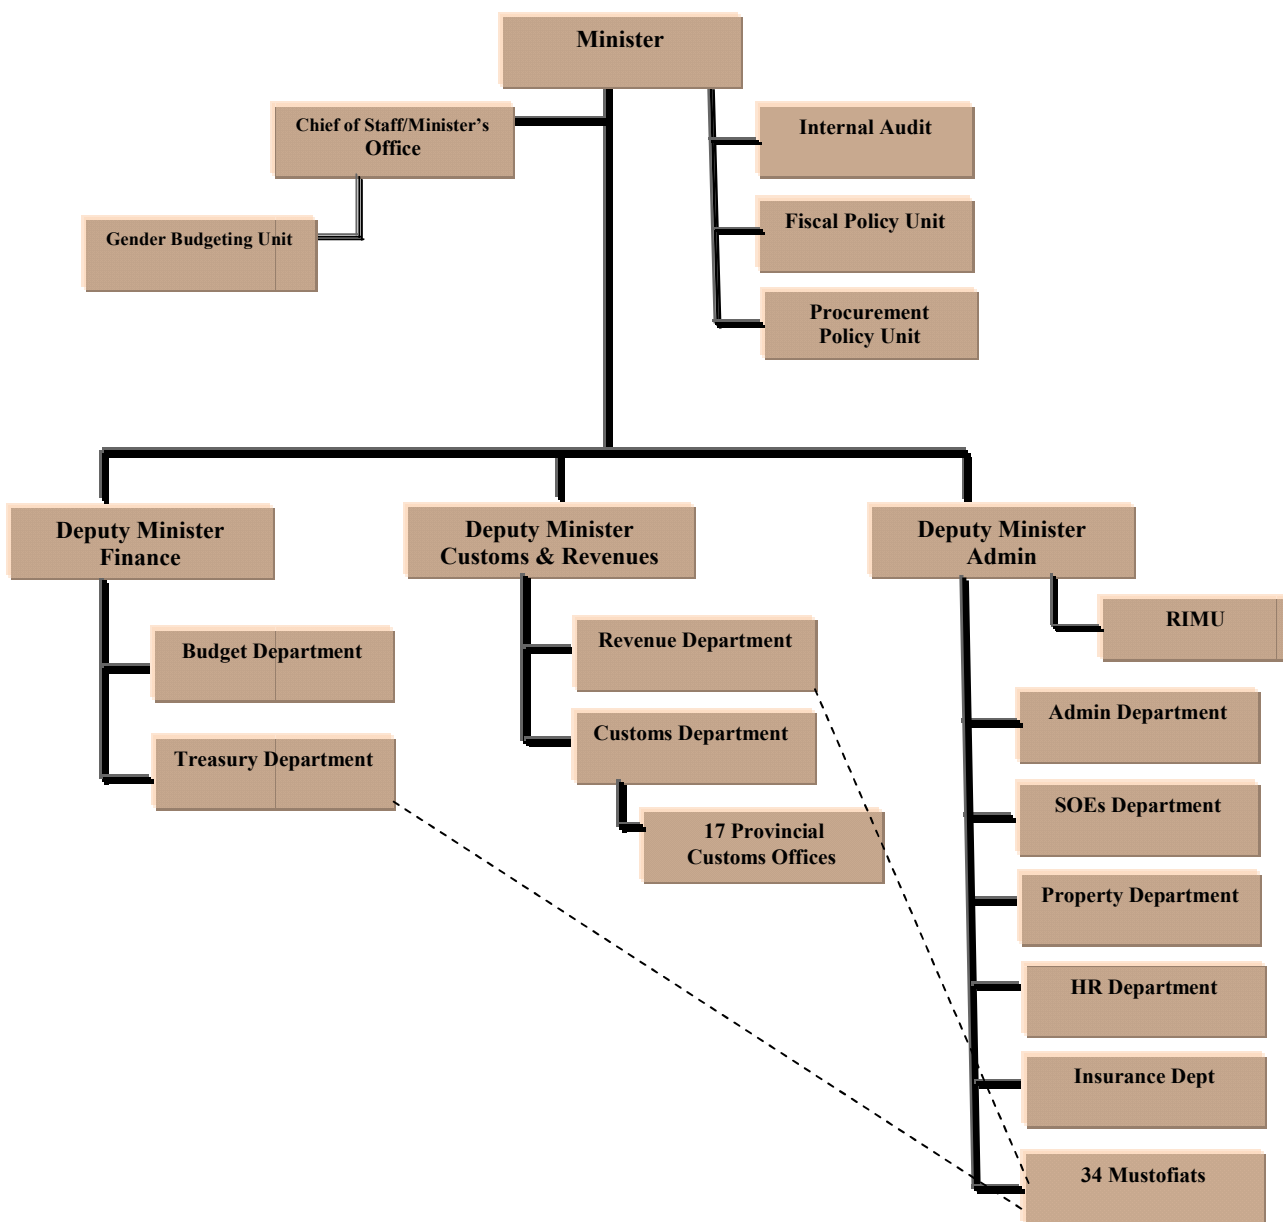 Minister
Chief of Staff/Minister's
Office
Gender Budgeting Unit
Internal Audit
Fiscal Policy Unit
Procurement
Policy Unit
Deputy Minister
Finance
Budget Department
Treasury Department
Deputy Minister
Customs & Revenues
Revenue Department
Customs Department
17 Provincial
Customs Offices
Deputy Minister
Admin
RIMU
Admin Department
SOEs Department
Property Department
HR Department
Insurance Dept
34 Mustofiats